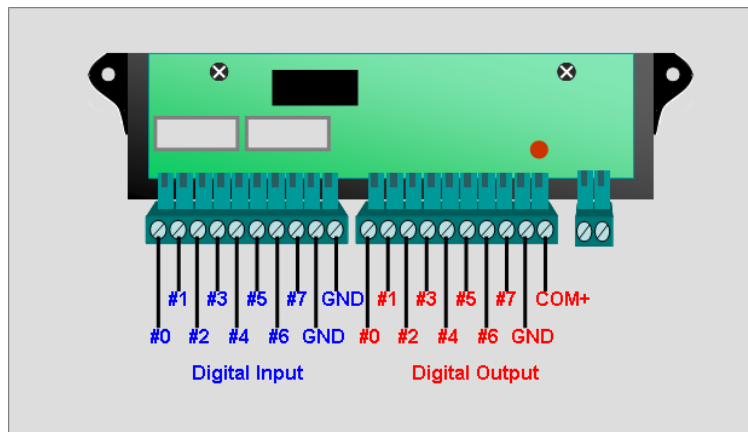 #1 #3 #5 #7 GND #1 #3 #5 #7 COM+
#0 #2 #4 #6 GND #0 #2 #4 #6 GND
Digital Input Digital Output